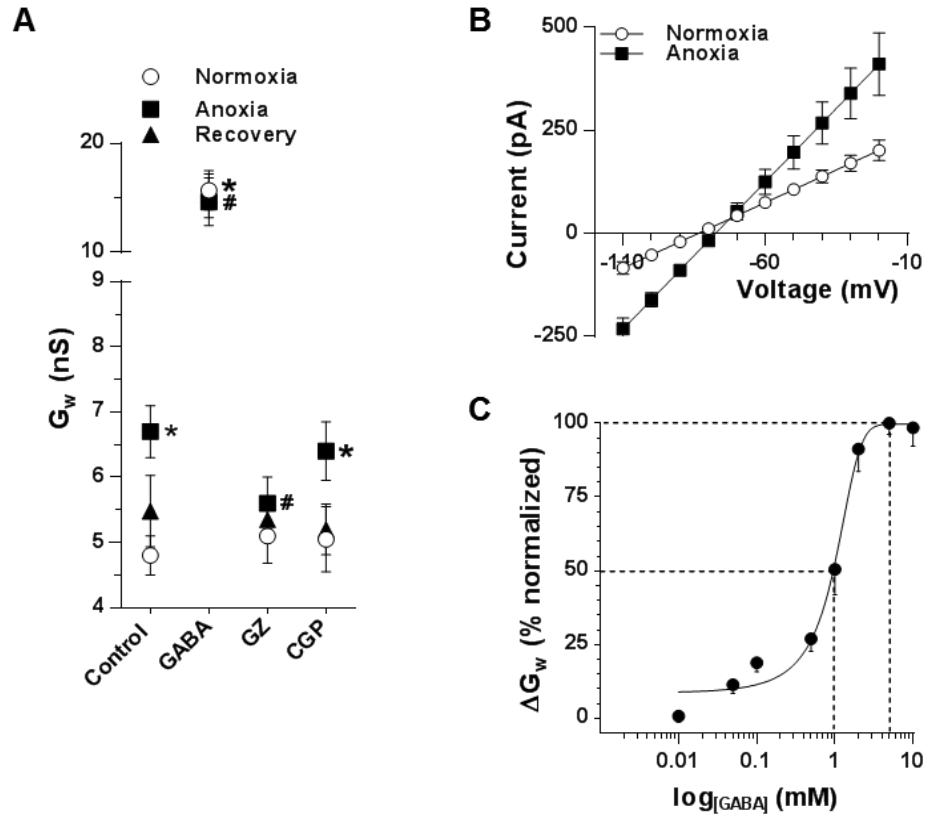 A
Normoxia
Anoxia
Recovery
20
10
9
8
7
6
5
4
Gw (nS)
*
#
*
#
*
Control
GABA
GZ
CGP
B
Normoxia
Anoxia
500
250
0
-250
Current (pA)
-110
-60
-10
Voltage (mV)
C
100
75
50
25
0
ΔGw (% normalized)
0.01
0.1
1
10
log[GABA] (mM)